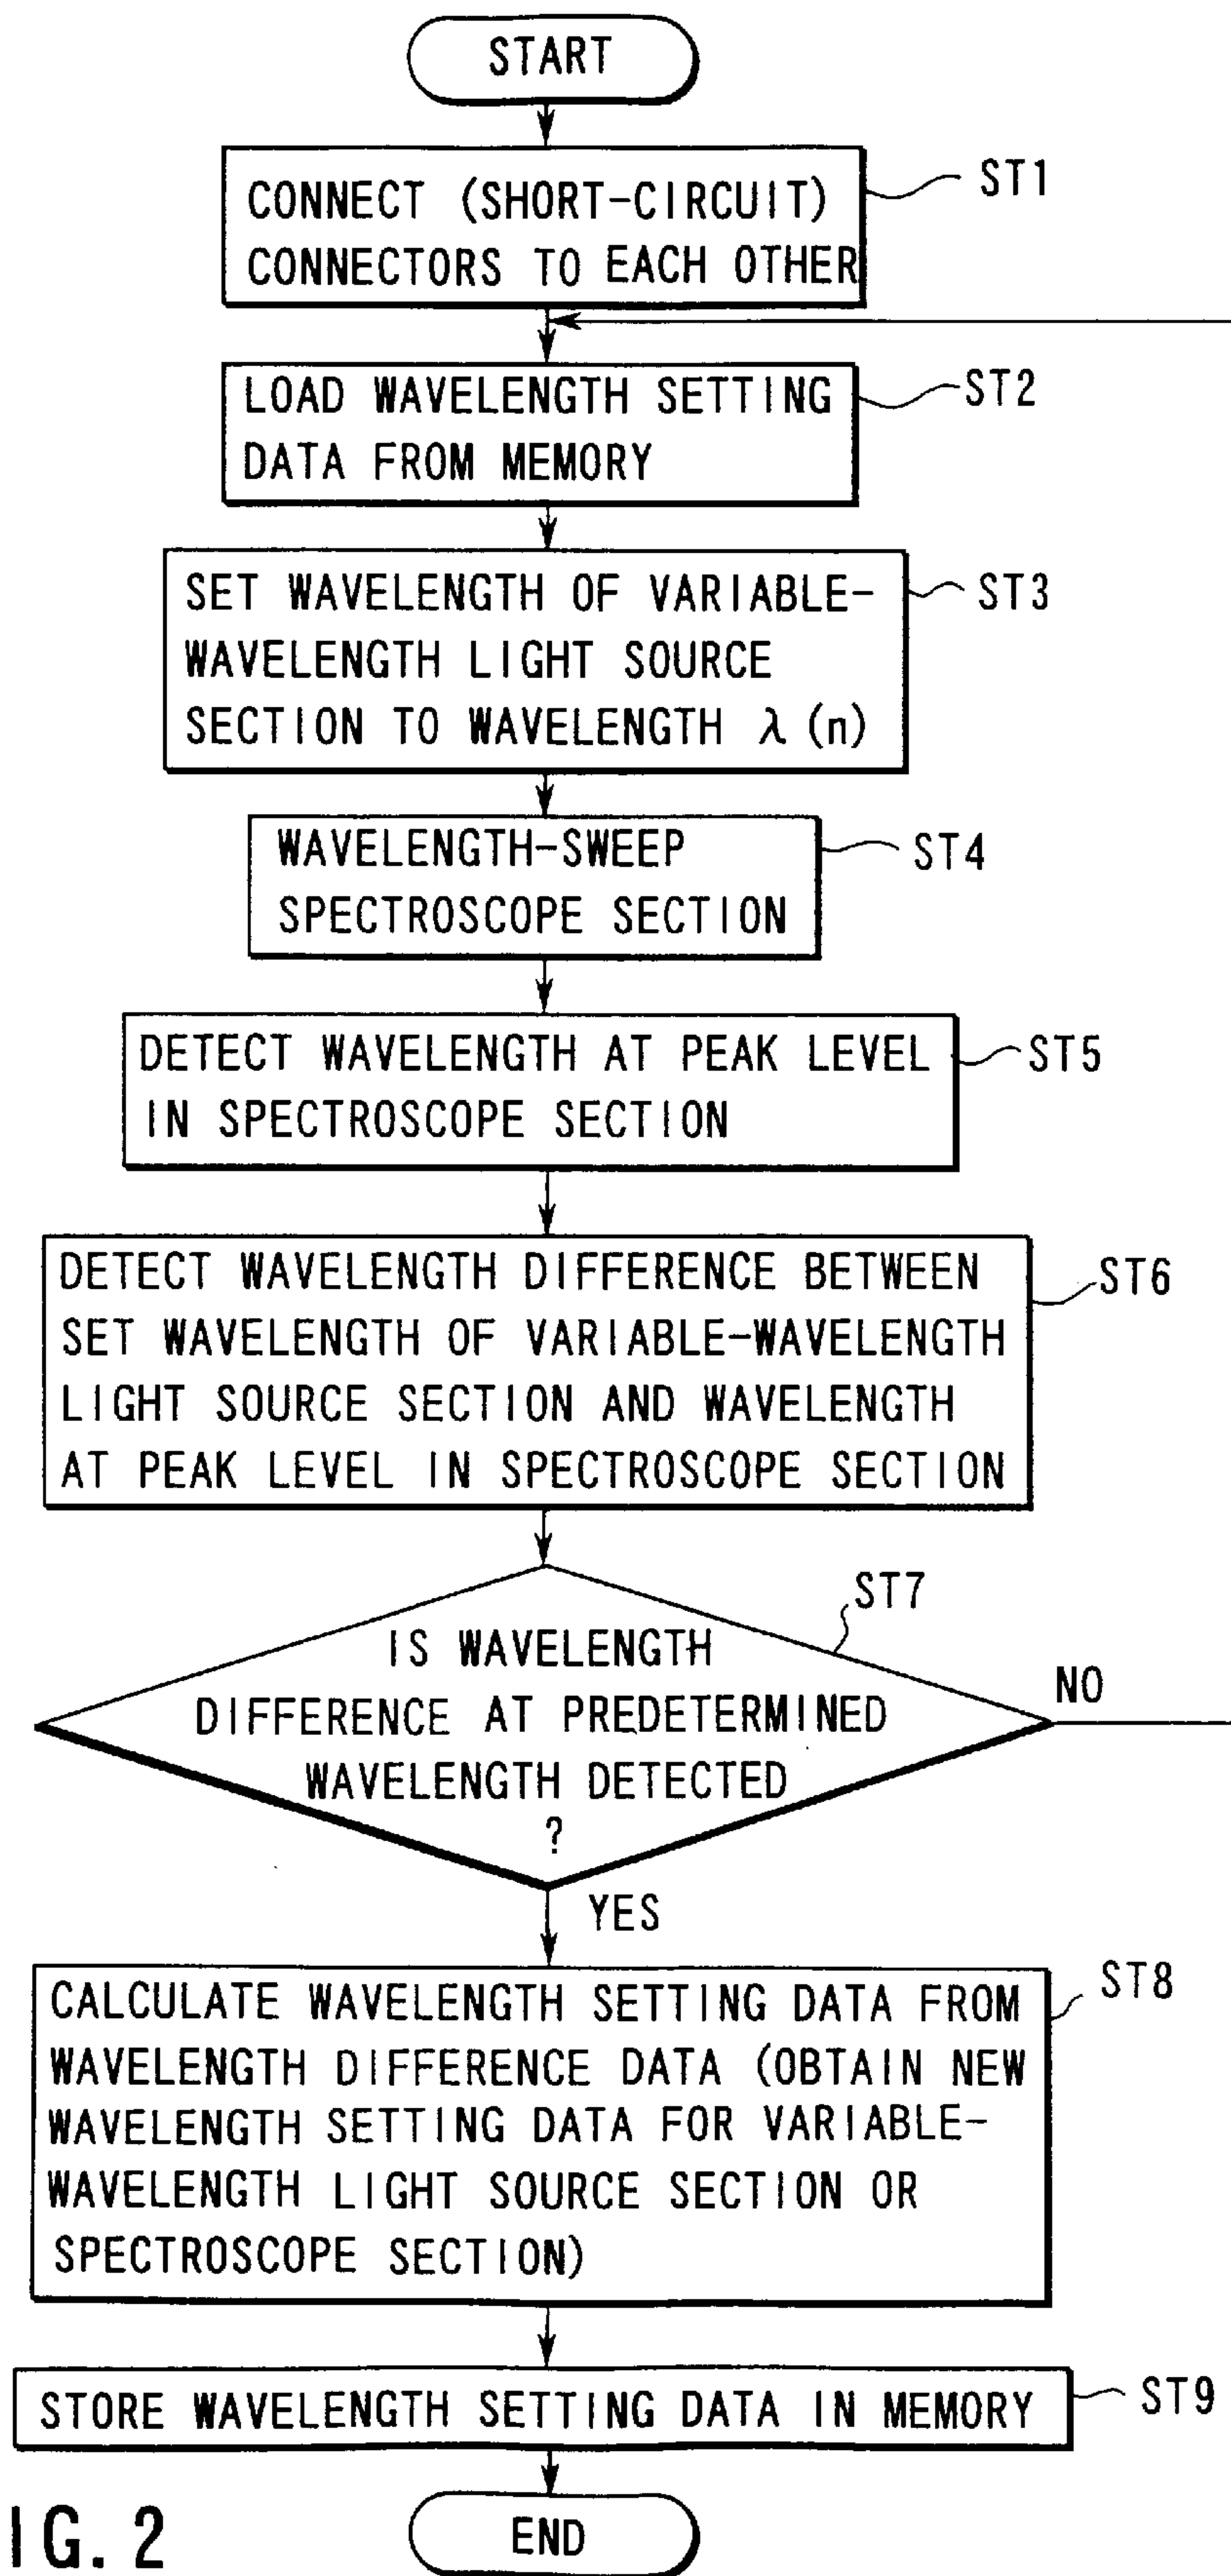 START
CONNECT (SHORT-CIRCUIT)
CONNECTORS TO EACH OTHER
ST1
LOAD WAVELENGTH SETTING
DATA FROM MEMORY
ST2
SET WAVELENGTH OF VARIABLE-
WAVELENGTH LIGHT SOURCE
SECTION TO WAVELENGTH λ (n)
ST3
WAVELENGTH-SWEEP
SPECTROSCOPE SECTION
ST4
DETECT WAVELENGTH AT PEAK LEVEL
IN SPECTROSCOPE SECTION
ST5
DETECT WAVELENGTH DIFFERENCE BETWEEN
SET WAVELENGTH OF VARIABLE-WAVELENGTH
LIGHT SOURCE SECTION AND WAVELENGTH
AT PEAK LEVEL IN SPECTROSCOPE SECTION
ST6
IS WAVELENGTH
DIFFERENCE AT PREDETERMINED
WAVELENGTH DETECTED
?
ST7
NO
YES
CALCULATE WAVELENGTH SETTING DATA FROM
WAVELENGTH DIFFERENCE DATA (OBTAIN NEW
WAVELENGTH SETTING DATA FOR VARIABLE-
WAVELENGTH LIGHT SOURCE SECTION OR
SPECTROSCOPE SECTION)
ST8
STORE WAVELENGTH SETTING DATA IN MEMORY
ST9
END
IG. 2